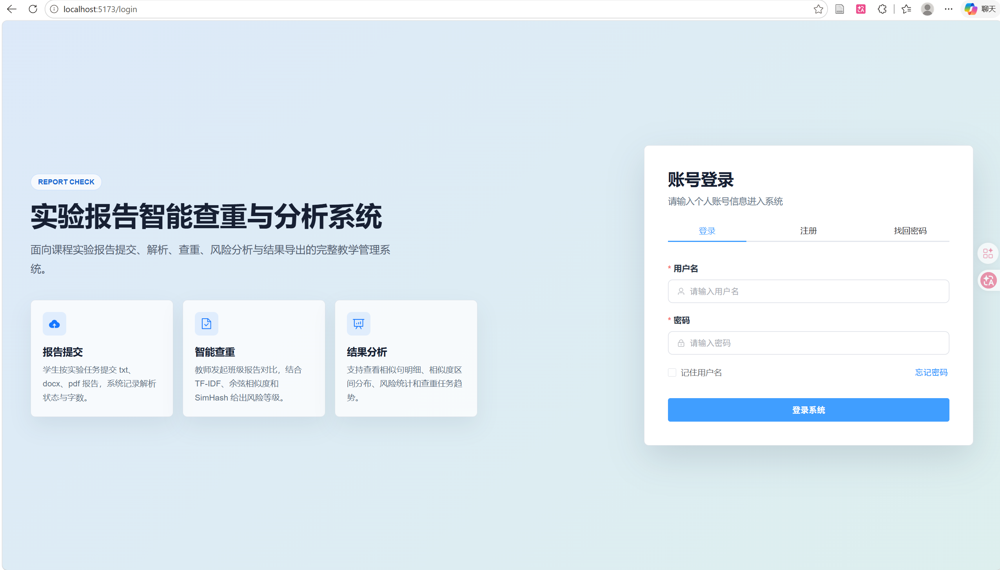 localhost:5173/login
聊天
REPORT CHECK
实验报告智能查重与分析系统
面向课程实验报告提交、解析、查重、风险分析与结果导出的完整教学管理系
统。
报告提交
学生按实验任务提交 txt、
docx、pdf 报告，系统记录解析
状态与字数。
智能查重
教师发起班级报告对比，结合
TF-IDF、余弦相似度和
SimHash 给出风险等级。
结果分析
支持查看相似句明细、相似度区
间分布、风险统计和查重任务趋
势。
账号登录
请输入个人账号信息进入系统
登录 注册 找回密码
* 用户名
请输入用户名
* 密码
请输入密码
记住用户名 忘记密码
登录系统